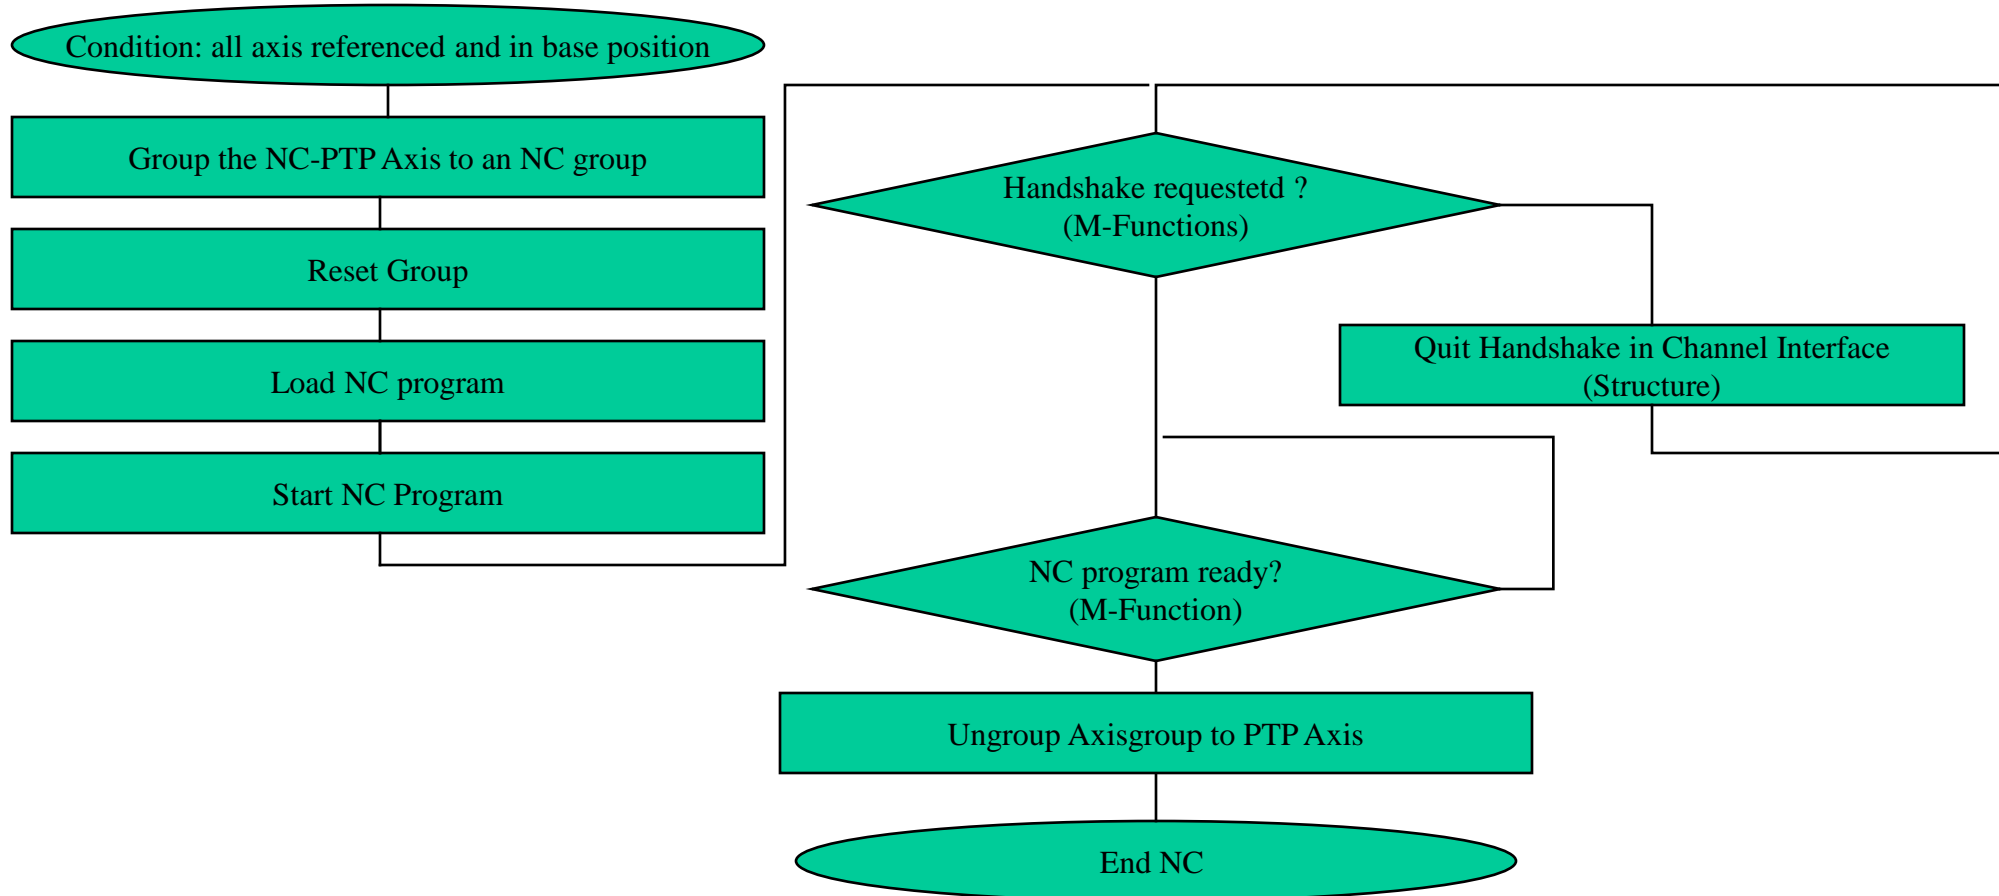 Condition: all axis referenced and in base position
Group the NC-PTP Axis to an NC group
Reset Group
Load NC program
Start NC Program
Handshake requestetd ?
(M-Functions)
Quit Handshake in Channel Interface
(Structure)
NC program ready?
(M-Function)
Ungroup Axisgroup to PTP Axis
End NC